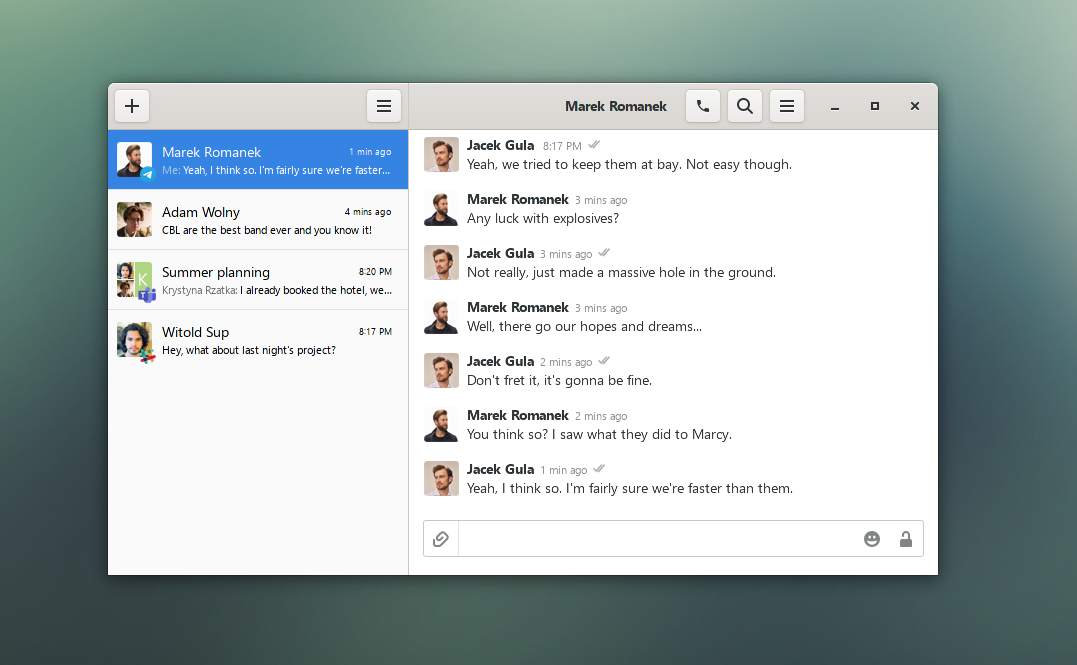 Marek Romanek
Marek Romanek 1 min ago
Me: Yeah, I think so. I'm fairly sure we're faster...
Adam Wolny 4 mins ago
CBL are the best band ever and you know it!
K
T
Summer planning 8:20 PM
Krystyna Rzatka: I already booked the hotel, we...
Witold Sup 8:17 PM
Hey, what about last night's project?
Jacek Gula 8:17 PM
Yeah, we tried to keep them at bay. Not easy though.
Marek Romanek 3 mins ago
Any luck with explosives?
Jacek Gula 3 mins ago
Not really, just made a massive hole in the ground.
Marek Romanek 3 mins ago
Well, there go our hopes and dreams...
Jacek Gula 2 mins ago
Don't fret it, it's gonna be fine.
Marek Romanek 2 mins ago
You think so? I saw what they did to Marcy.
Jacek Gula 1 min ago
Yeah, I think so. I'm fairly sure we're faster than them.